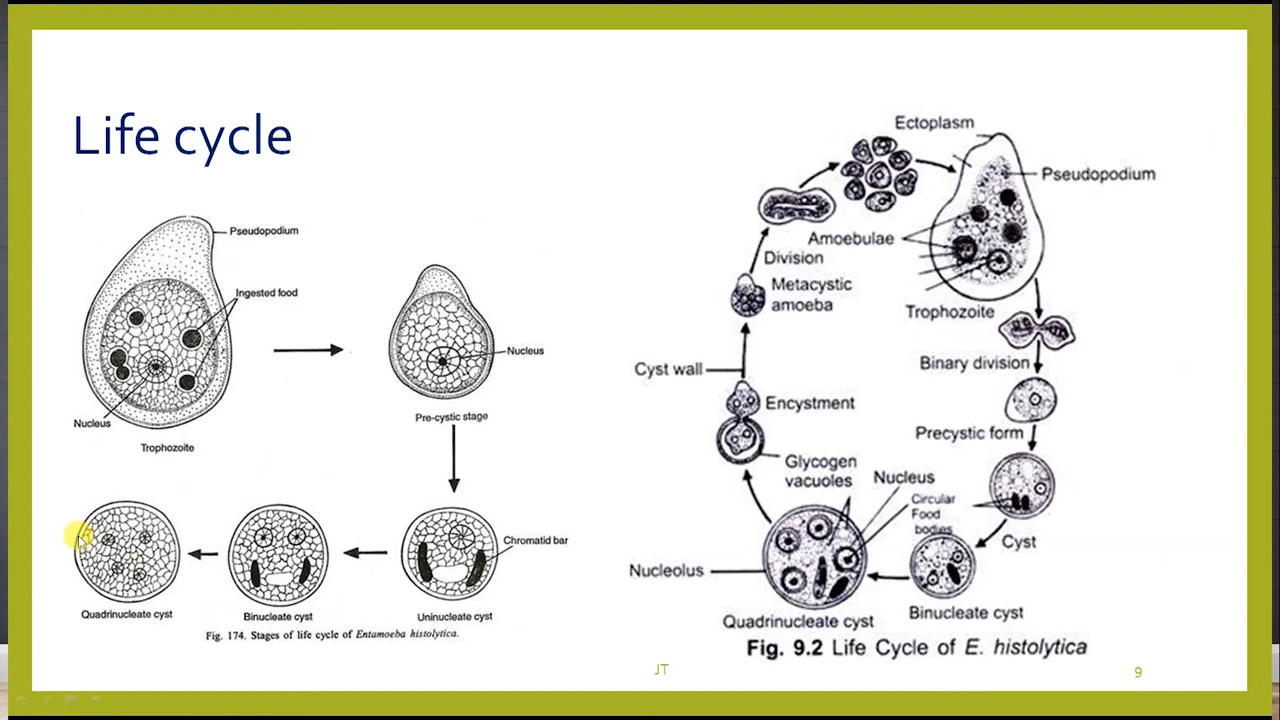 Life cycle
Pseudopodium
Ingested food
Nucleus
Trophozoite
Nucleus
Pre-cystic stage
Chromatid bar
Quadrinucleate cyst
Binucleate cyst
Uninucleate cyst
Fig. 174. Stages of life cycle of Entamoeba histolytica.
Ectoplasm
Pseudopodium
Amoebulae
Division
Metacystic
amoeba
Trophozoite
Binary division
Cyst wall
Encystment
Precystic form
Glycogen
vacuoles
Nucleus
Circular
Food
bodies
Cyst
Nucleolus
Quadrinucleate cyst
Binucleate cyst
Fig. 9.2 Life Cycle of E. histolytica
JT
9